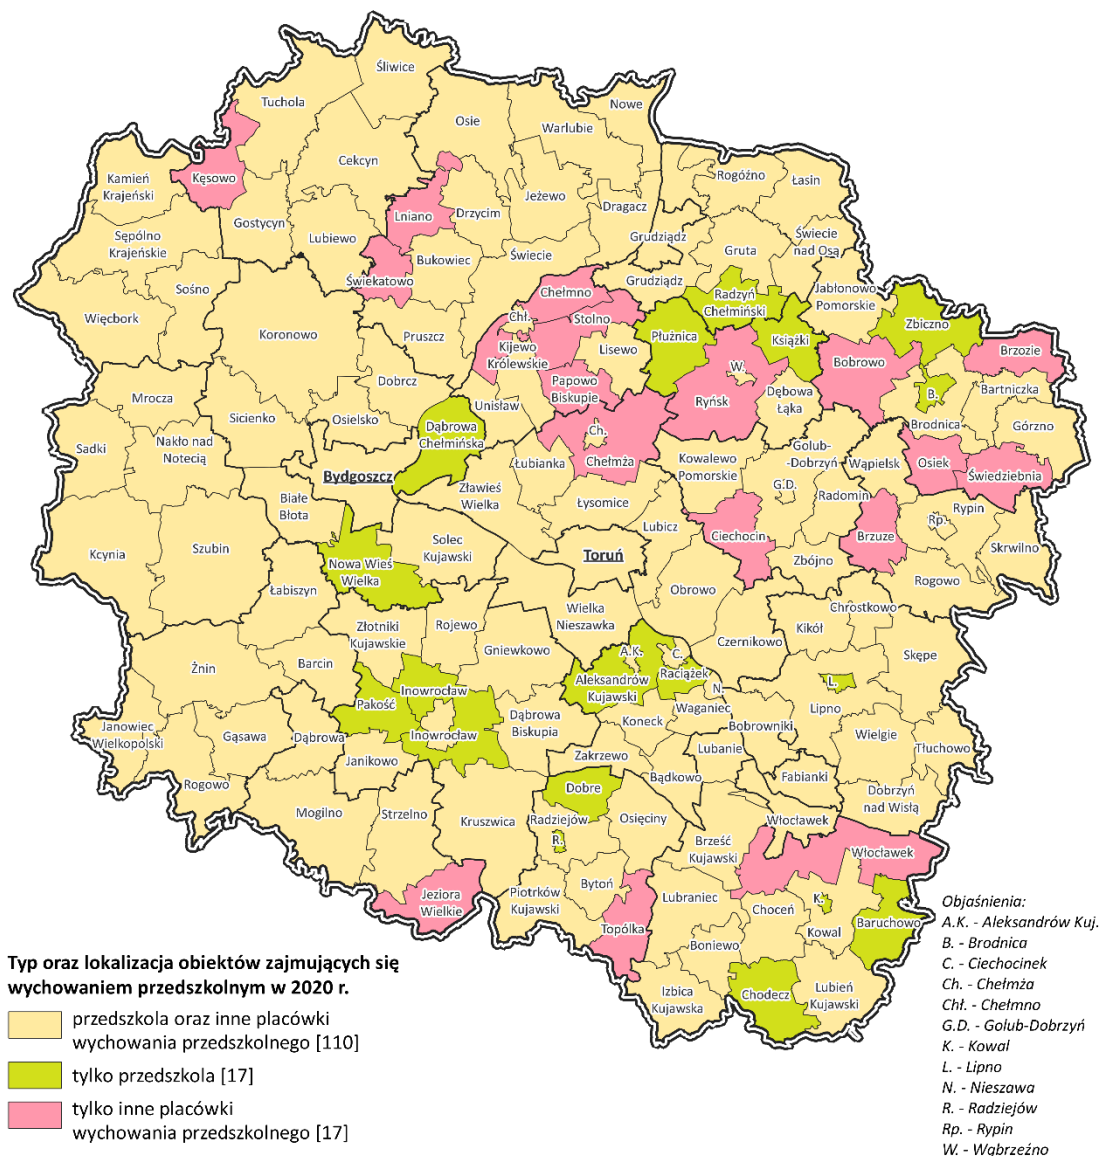 Śliwice
Tuchola
Nowe
Osie
Warlubie
Cekcyn
Rogóźno
Łasin
Kamień
Krajeński
Kęsowo
Jeżewo
Dragacz
Lniano
Drzycim
Gostycyn
Lubiewo
Grudziądz
Świecie
nad Osą
Sępólno
Krajeńskie
Gruta
Świecie
Bukowiec
Świekatowo
Grudziądz
Sośno
Chełmno
Radzyń
Chełmiński
Jabłonowo
Pomorskie
Więcbork
Chł.
Stolno
Zbiczno
Koronowo
Pruszcz
Płużnica
Książki
Kijewo
Królewskie
Lisewo
Brzozie
Bobrowo
W.
Dobrcz
Papowo
Biskupie
Bartniczka
Mrocza
Dębowa
Łąka
B.
Ryńsk
Unisław
Sicienko
Osielsko
Dąbrowa
Chełmińska
Brodnica
Górzno
Ch.
Sadki
Nakło nad
Notecią
Golub-
-Dobrzyń
Chełmża
Łubianka
Kowalewo
Pomorskie
Wąpielsk
Osiek
Świedziebnia
Bydgoszcz
G.D.
Zławieś
Wielka
Białe
Błota
Radomin
Łysomice
Rypin
Rp.
Lubicz
Ciechocin
Brzuze
Solec
Kujawski
Kcynia
Szubin
Toruń
Skrwilno
Nowa Wieś
Wielka
Zbójno
Łabiszyn
Rogowo
Obrowo
Wielka
Nieszawka
Chrostkowo
Złotniki
Kujawskie
Rojewo
Kikół
Czernikowo
Gniewkowo
A.K.
C.
Skępe
Barcin
Żnin
Raciążek
Aleksandrów
Kujawski
L.
Inowrocław
N.
Pakość
Waganiec
Lipno
Dąbrowa
Biskupia
Koneck
Bobrowniki
Janowiec
Wielkopolski
Gąsawa
Dąbrowa
Inowrocław
Wielgie
Lubanie
Tłuchowo
Zakrzewo
Janikowo
Bądkowo
Fabianki
Rogowo
Dobre
Dobrzyń
nad Wisłą
Mogilno
Strzelno
Kruszwica
Radziejów
Osięciny
Włocławek
R.
Brześć
Kujawski
Włocławek
Bytoń
Jeziora
Wielkie
Piotrków
Kujawski
Lubraniec
K.
Choceń
Baruchowo
Topólka
Kowal
Boniewo
Izbica
Kujawska
Chodecz
Lubień
Kujawski
Typ oraz lokalizacja obiektów zajmujących się
wychowaniem przedszkolnym w 2020 r.
przedszkola oraz inne placówki
wychowania przedszkolnego [110]
tylko przedszkola [17]
tylko inne placówki
wychowania przedszkolnego [17]
Objaśnienia:
A.K. - Aleksandrów Kuj.
B. - Brodnica
C. - Ciechocinek
Ch. - Chełmża
Chł. - Chełmno
G.D. - Golub-Dobrzyń
K. - Kowal
L. - Lipno
N. - Nieszawa
R. - Radziejów
Rp. - Rypin
W. - Wąbrzeźno